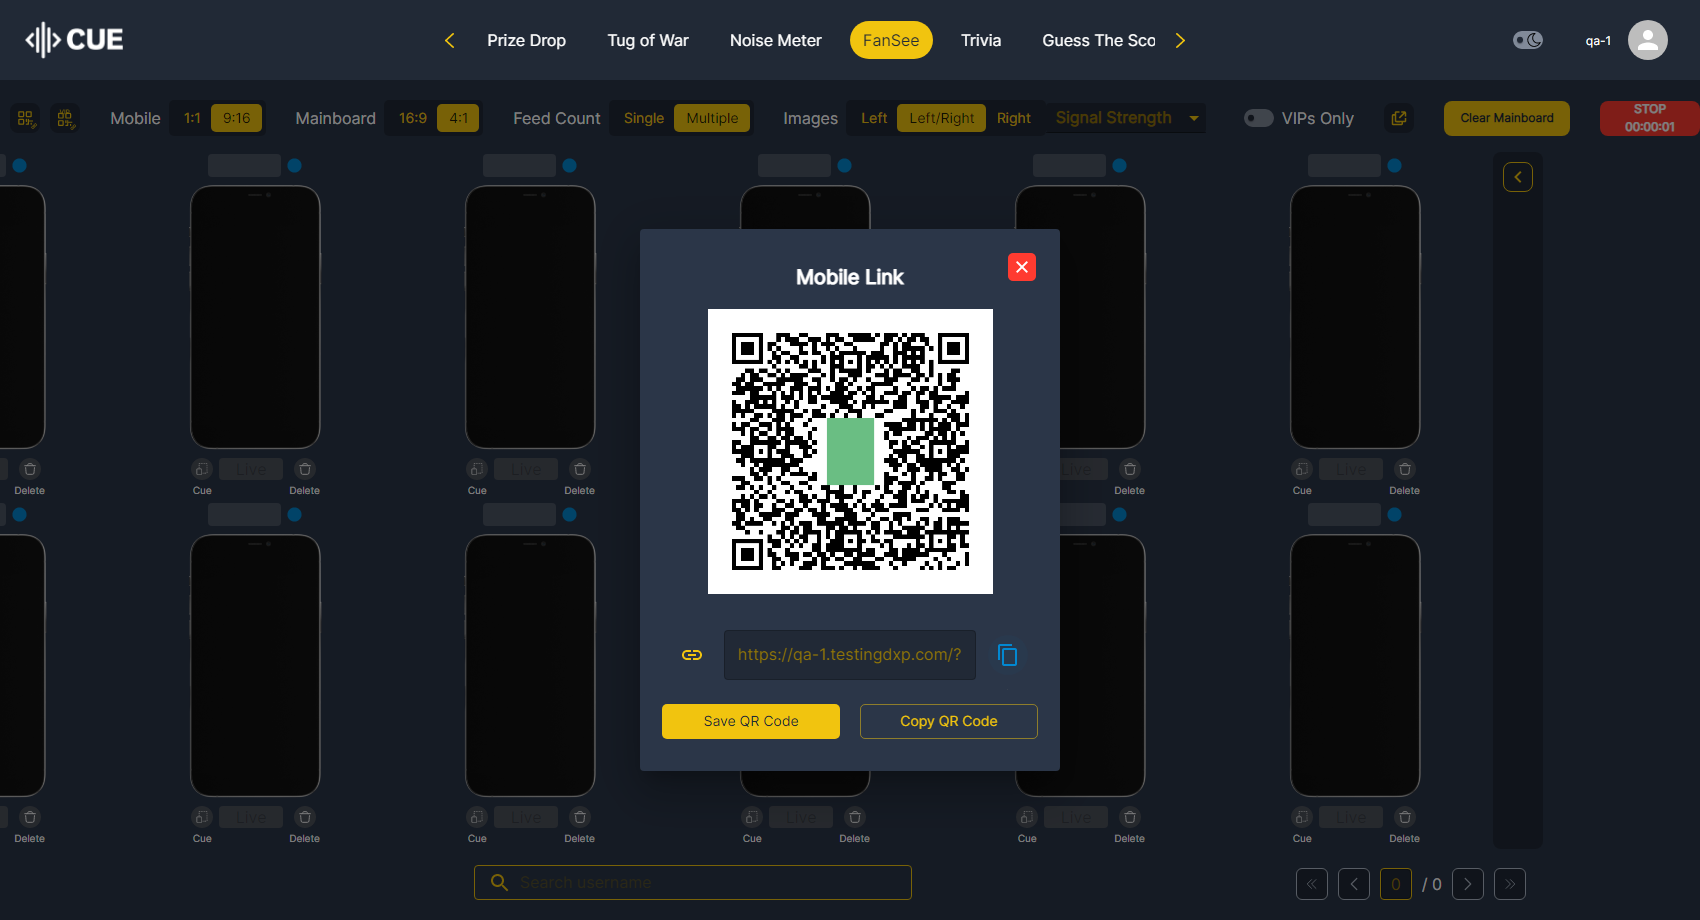 CUE
Prize Drop Tug of War Noise Meter FanSee Trivia Guess The Sco
qa-1
Mobile 1:1 9:16 Mainboard 16:9 4:1 Feed Count Single Multiple Images Left Left/Right Right Signal Strength VIPs Only Clear Mainboard STOP
00:00:01
Mobile Link
Live Live Live Live
Delete Cue Delete Cue Delete Delete Cue Delete
https://qa-1.testingdxp.com/?
Save QR Code Copy QR Code
Live Live Live Live Live
Delete Cue Delete Cue Delete Cue Delete Cue Delete Cue Delete
Search username
0 / 0